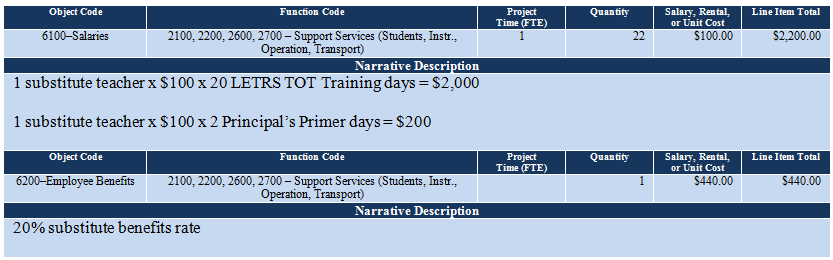 Object Code Function Code Project Time (FTE) Quantity Salary, Rental, or Unit Cost Line Item Total
6100–Salaries 2100, 2200, 2600, 2700 – Support Services (Students, Instr., Operation, Transport) 1 22 $100.00 $2,200.00
Narrative Description
1 substitute teacher x $100 x 20 LETRS TOT Training days = $2,000
1 substitute teacher x $100 x 2 Principal's Primer days = $200
Object Code Function Code Project Time (FTE) Quantity Salary, Rental, or Unit Cost Line Item Total
6200–Employee Benefits 2100, 2200, 2600, 2700 – Support Services (Students, Instr., Operation, Transport) 1 $440.00 $440.00
Narrative Description
20% substitute benefits rate